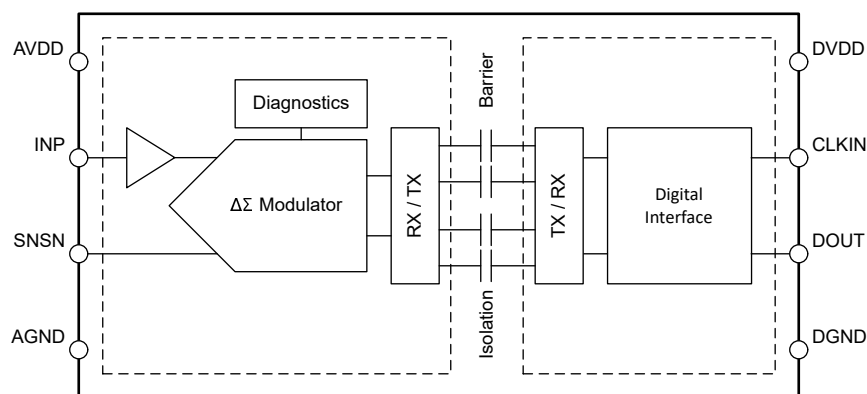 AVDD
DVDD
Diagnostics
Barrier
INP
CLKIN
ΔΣ Modulator
RX / TX
TX / RX
Digital
Interface
SNSN
DOUT
Isolation
AGND
DGND